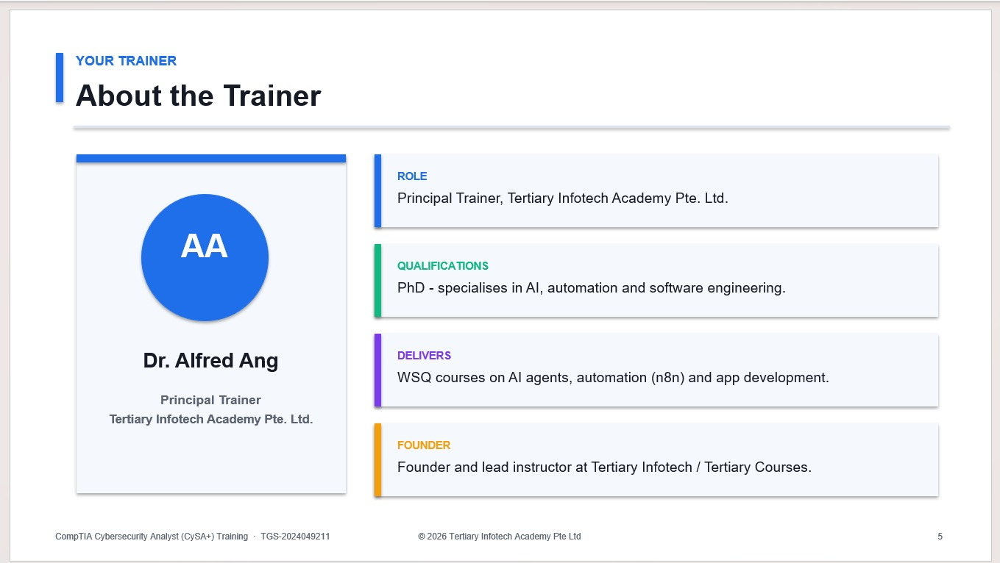 YOUR TRAINER
About the Trainer
AA
Dr. Alfred Ang
Principal Trainer
Tertiary Infotech Academy Pte. Ltd.
ROLE
Principal Trainer, Tertiary Infotech Academy Pte. Ltd.
QUALIFICATIONS
PhD - specialises in AI, automation and software engineering.
DELIVERS
WSQ courses on AI agents, automation (n8n) and app development.
FOUNDER
Founder and lead instructor at Tertiary Infotech / Tertiary Courses.
CompTIA Cybersecurity Analyst (CySA+) Training · TGS-2024049211
© 2026 Tertiary Infotech Academy Pte Ltd
5